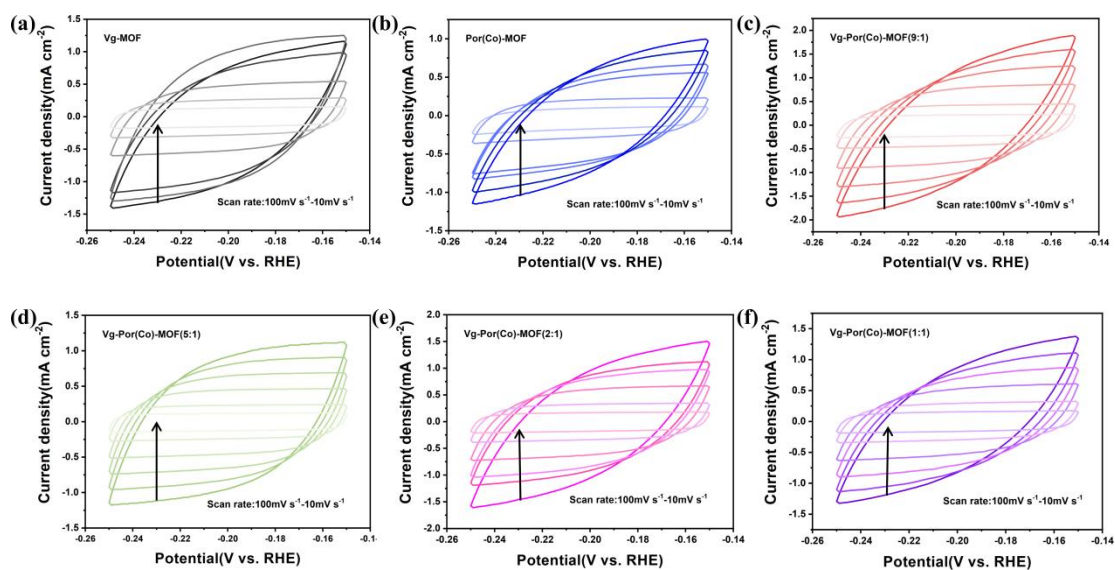 (a)
Vg-MOF
Current density(mA cm⁻²)
1.5
1.0
0.5
0.0
-0.5
-1.0
-1.5
Scan rate:100mV s⁻¹-10mV s⁻¹
-0.26 -0.24 -0.22 -0.20 -0.18 -0.16 -0.14
Potential(V vs. RHE)
(b)
Por(Co)-MOF
Current density(mA cm⁻²)
1.0
0.5
0.0
-0.5
-1.0
-1.5
Scan rate:100mV s⁻¹-10mV s⁻¹
-0.26 -0.24 -0.22 -0.20 -0.18 -0.16 -0.14
Potential(V vs. RHE)
(c)
Vg-Por(Co)-MOF(9:1)
Current density(mA cm⁻²)
2.0
1.5
1.0
0.5
0.0
-0.5
-1.0
-1.5
-2.0
Scan rate:100mV s⁻¹-10mV s⁻¹
-0.26 -0.24 -0.22 -0.20 -0.18 -0.16 -0.14
Potential(V vs. RHE)
(d)
Vg-Por(Co)-MOF(5:1)
Current density(mA cm⁻²)
1.5
1.0
0.5
0.0
-0.5
-1.0
-1.5
Scan rate:100mV s⁻¹-10mV s⁻¹
-0.26 -0.24 -0.22 -0.20 -0.18 -0.16 -0.1
Potential(V vs. RHE)
(e)
Vg-Por(Co)-MOF(2:1)
Current density(mA cm⁻²)
2.0
1.5
1.0
0.5
0.0
-0.5
-1.0
-1.5
-2.0
Scan rate:100mV s⁻¹-10mV s⁻¹
-0.26 -0.24 -0.22 -0.20 -0.18 -0.16 -0.14
Potential(V vs. RHE)
(f)
Vg-Por(Co)-MOF(1:1)
Current density(mA cm⁻²)
1.5
1.0
0.5
0.0
-0.5
-1.0
-1.5
Scan rate:100mV s⁻¹-10mV s⁻¹
-0.26 -0.24 -0.22 -0.20 -0.18 -0.16 -0.14
Potential(V vs. RHE)